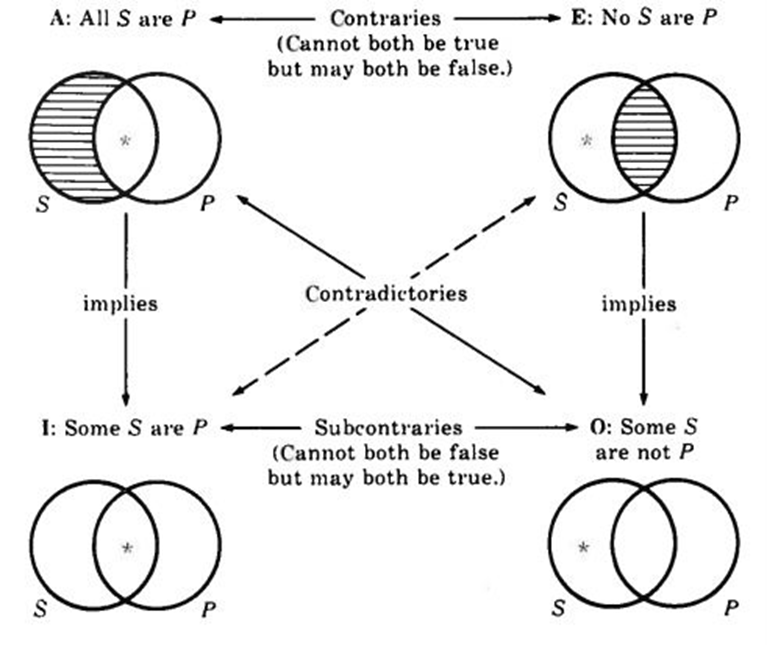 A: All S are P
Contraries
E: No S are P
(Cannot both be true
but may both be false.)
*
*
S
P
S
P
implies
Contradictories
implies
I: Some S are P
Subcontraries
O: Some S
are not P
(Cannot both be false
but may both be true.)
*
*
S
P
S
P